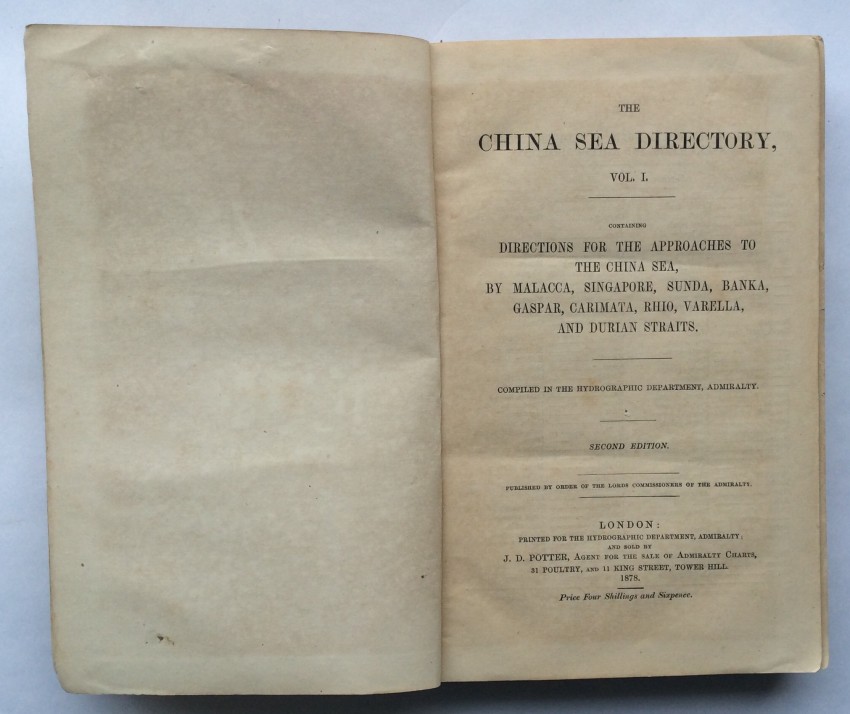 THE
CHINA SEA DIRECTORY,
VOL. I.
CONTAINING
DIRECTIONS FOR THE APPROACHES TO
THE CHINA SEA,
BY MALACCA, SINGAPORE, SUNDA, BANKA,
GASPAR, CARIMATA, RHIO, VARELLA,
AND DURIAN STRAITS.
COMPILED IN THE HYDROGRAPHIC DEPARTMENT, ADMIRALTY.
SECOND EDITION.
PUBLISHED BY ORDER OF THE LORDS COMMISSIONERS OF THE ADMIRALTY.
LONDON:
PRINTED FOR THE HYDROGRAPHIC DEPARTMENT, ADMIRALTY;
AND SOLD BY
J. D. POTTER, AGENT FOR THE SALE OF ADMIRALTY CHARTS,
31 POULTRY, AND 11 KING STREET, TOWER HILL.
1878.
Price Four Shillings and Sixpence.